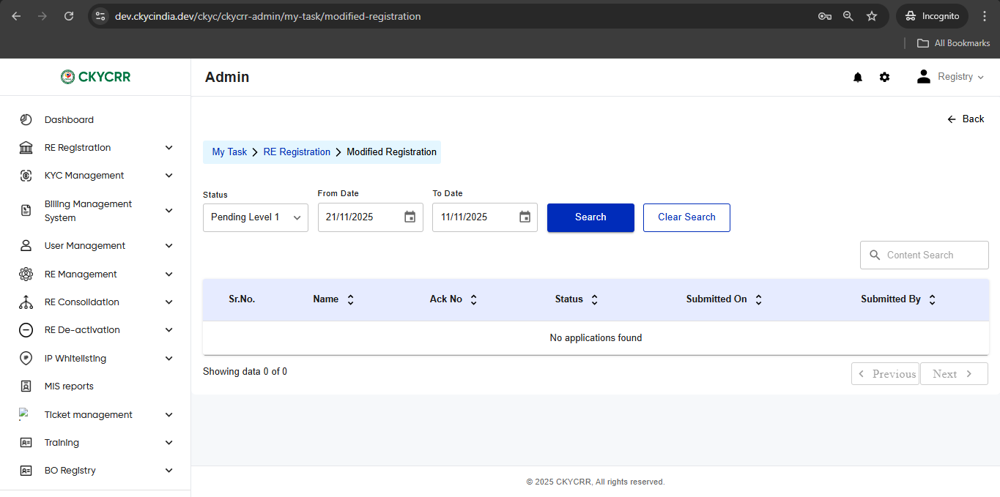 dev.ckycindia.dev/ckyc/ckycrr-admin/my-task/modified-registration
Incognito
All Bookmarks
CKYCRR
Admin
Registry
Dashboard
RE Registration
KYC Management
Billing Management
System
User Management
RE Management
RE Consolidation
RE De-activation
IP Whitelisting
MIS reports
Ticket management
Training
BO Registry
Back
My Task > RE Registration > Modified Registration
Status From Date To Date
Pending Level 1 21/11/2025 11/11/2025 Search Clear Search
Content Search
Sr.No. Name Ack No Status Submitted On Submitted By
No applications found
Showing data 0 of 0
Previous Next
© 2025 CKYCRR, All rights reserved.